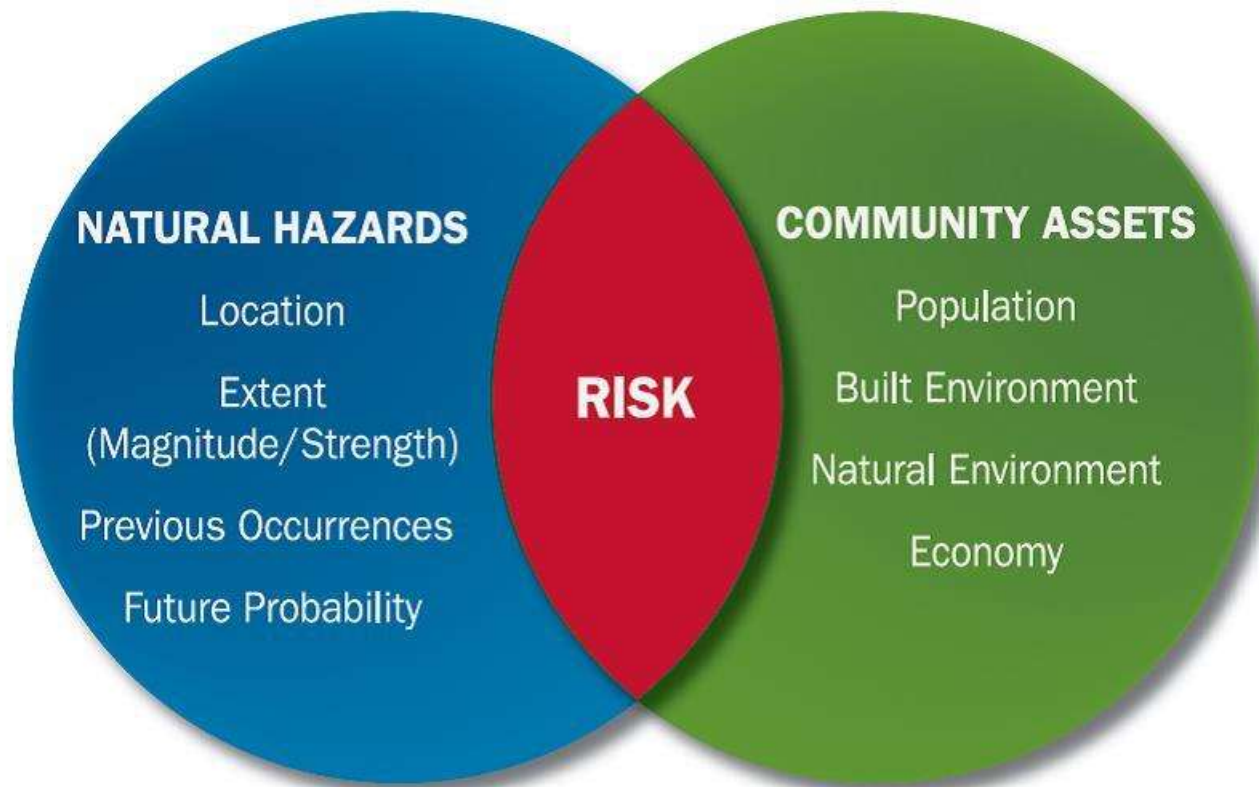 NATURAL HAZARDS
Location
Extent
(Magnitude/Strength)
Previous Occurrences
Future Probability
RISK
COMMUNITY ASSETS
Population
Built Environment
Natural Environment
Economy